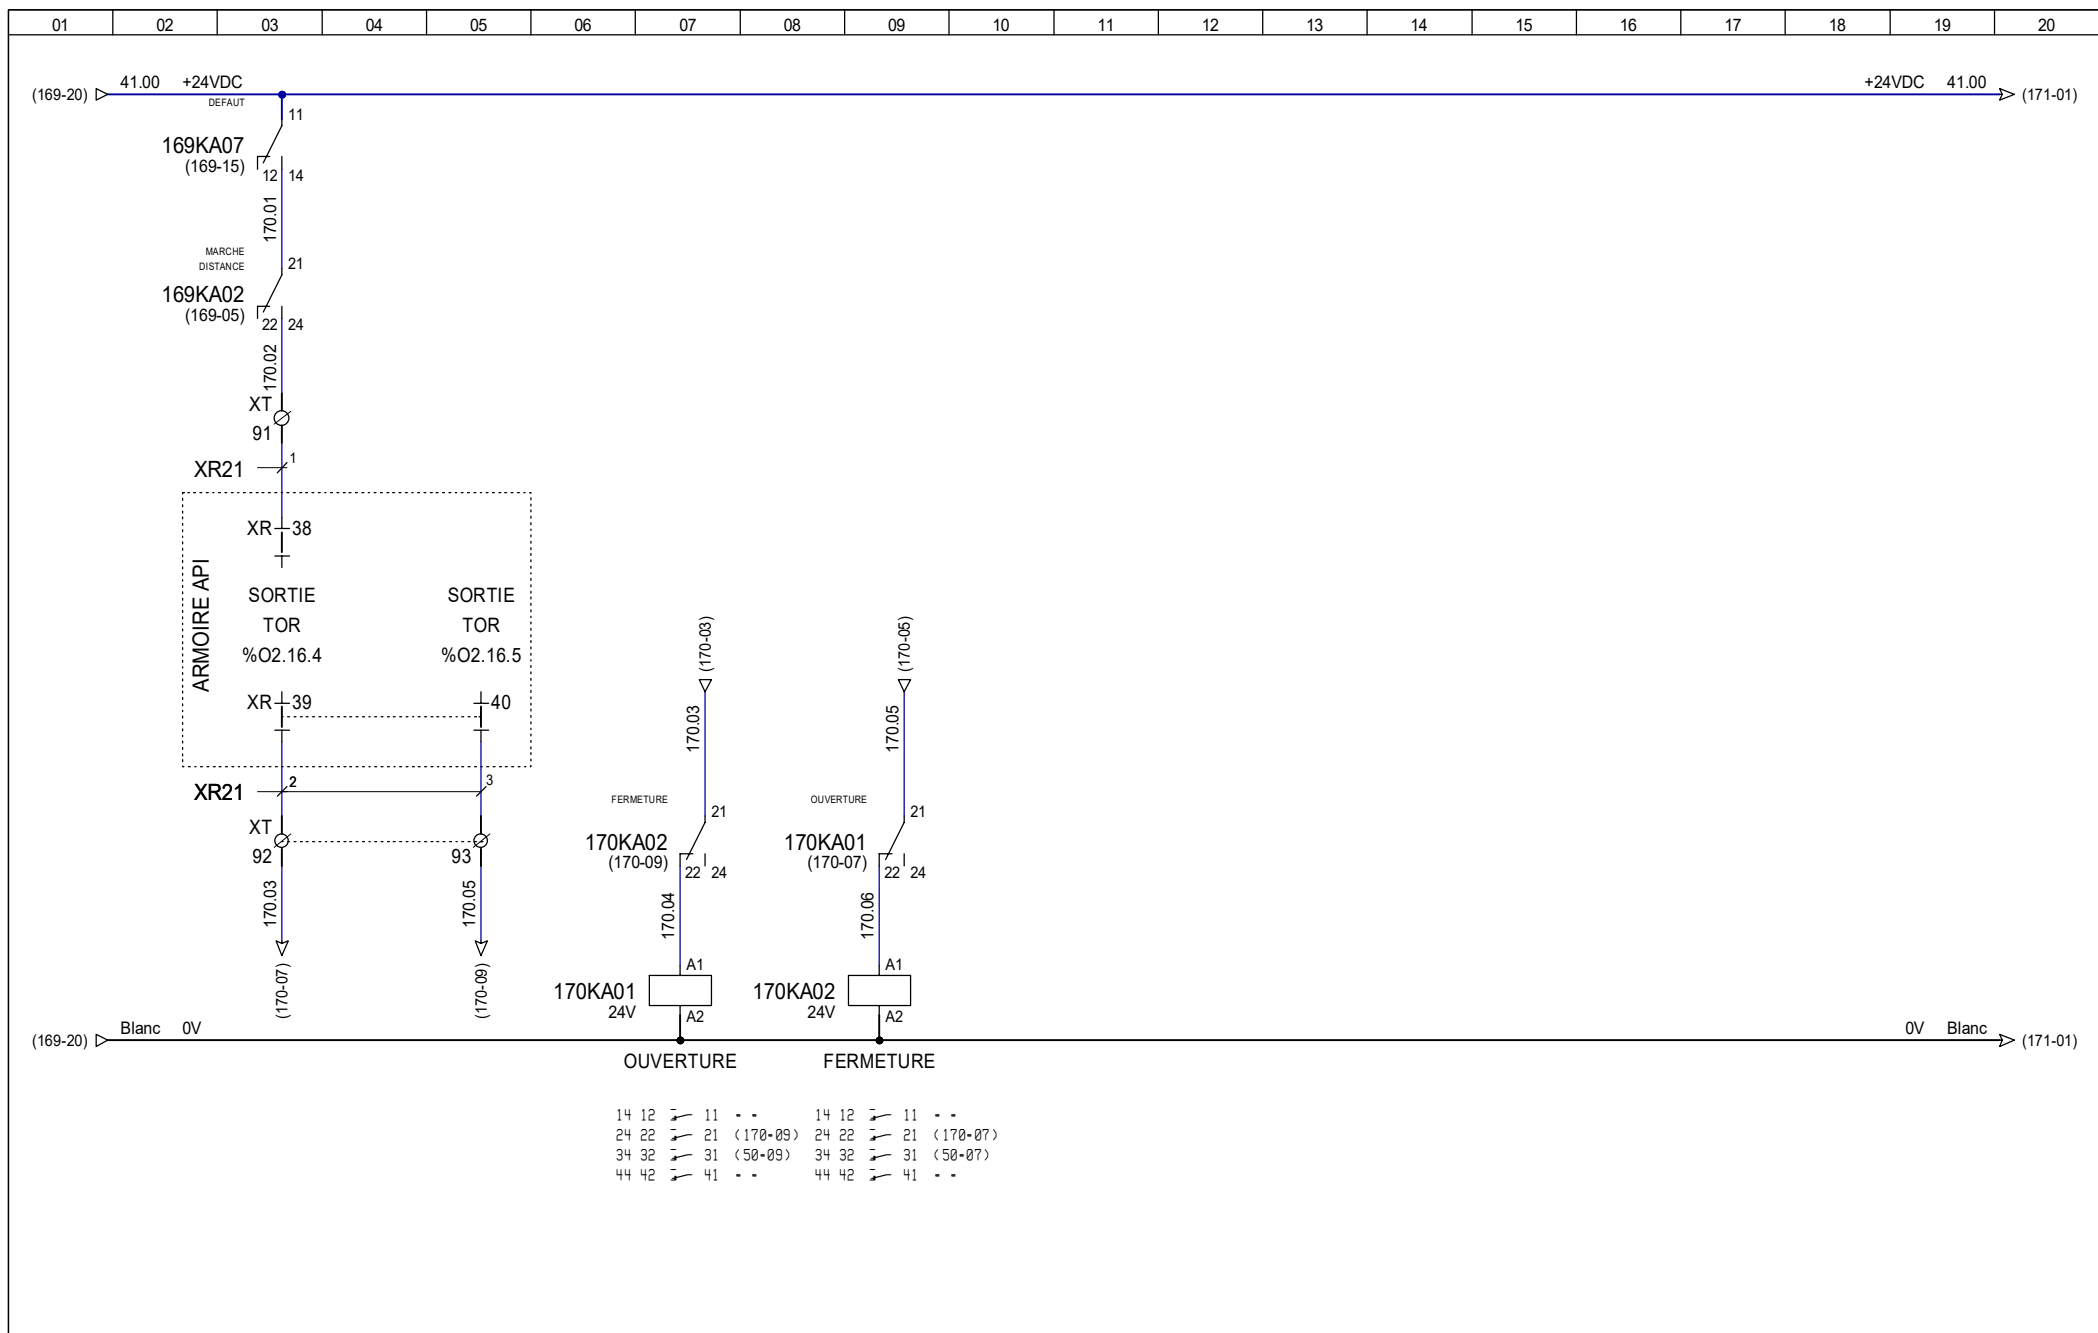 01 02 03 04 05 06 07 08 09 10 11 12 13 14 15 16 17 18 19 20
(169-20) 41.00 +24VDC +24VDC 41.00 (171-01)
DEFAUT
11
169KA07
(169-15)
12 14
170.01
MARCHE
DISTANCE
21
169KA02
(169-05)
22 24
170.02
XT
91
XR21 1
ARMOIRE API
XR 38
SORTIE SORTIE
TOR TOR
%O2.16.4 %O2.16.5
XR 39 40
XR21 2 3
XT
92 93
170.03 170.05
(170-07) (170-09)
(170-03) (170-05)
170.03 170.05
FERMETURE OUVERTURE
21 21
170KA02 170KA01
(170-09) (170-07)
22 24 22 24
170.04 170.06
A1 A1
170KA01 170KA02
24V 24V
A2 A2
(169-20) Blanc 0V 0V Blanc (171-01)
OUVERTURE FERMETURE
14 12 11 - - 14 12 11 - -
24 22 21 (170-09) 24 22 21 (170-07)
34 32 31 (50-09) 34 32 31 (50-07)
44 42 41 - - 44 42 41 - -